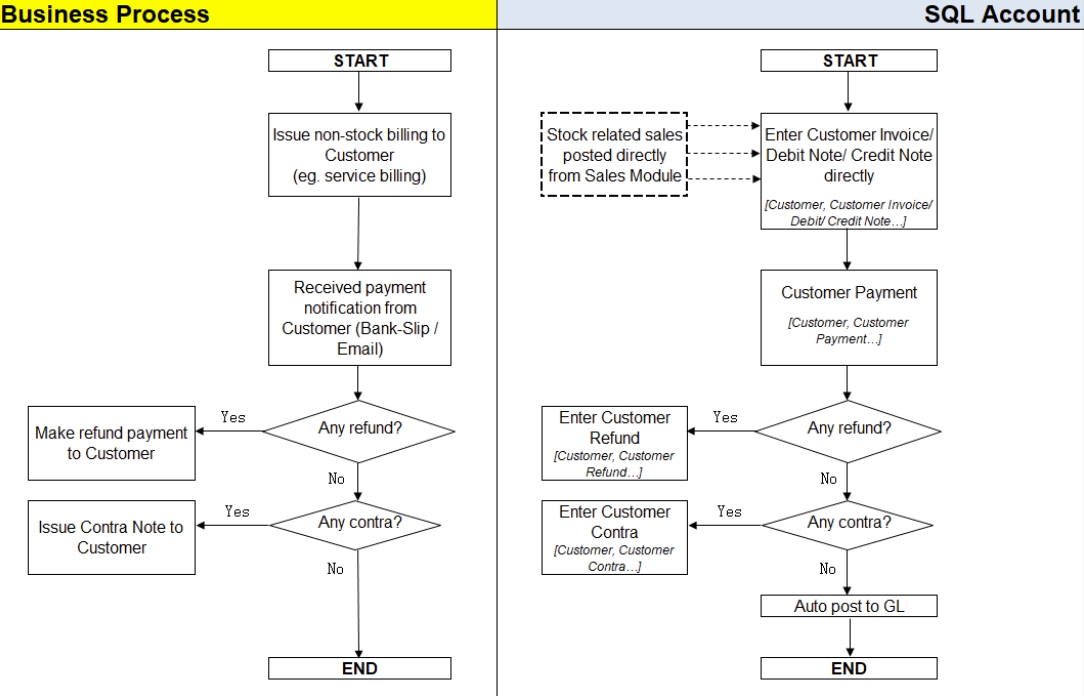 Business Process
START
Issue non-stock billing to
Customer
(eg. service billing)
Received payment
notification from
Customer (Bank-Slip /
Email)
Any refund?
Yes
Make refund payment
to Customer
No
Any contra?
Yes
Issue Contra Note to
Customer
No
END
SQL Account
START
Stock related sales
posted directly
from Sales Module
Enter Customer Invoice/
Debit Note/ Credit Note
directly
[Customer, Customer Invoice/
Debit/ Credit Note…]
Customer Payment
[Customer, Customer
Payment…]
Any refund?
Yes
Enter Customer
Refund
[Customer, Customer
Refund…]
No
Any contra?
Yes
Enter Customer
Contra
[Customer, Customer
Contra…]
No
Auto post to GL
END